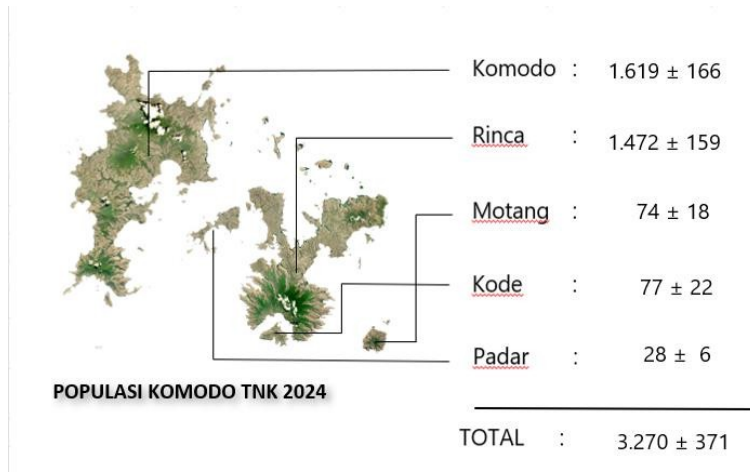 Komodo : 1.619 ± 166
Rinca : 1.472 ± 159
Motang : 74 ± 18
Kode : 77 ± 22
Padar : 28 ± 6
POPULASI KOMODO TNK 2024
TOTAL : 3.270 ± 371